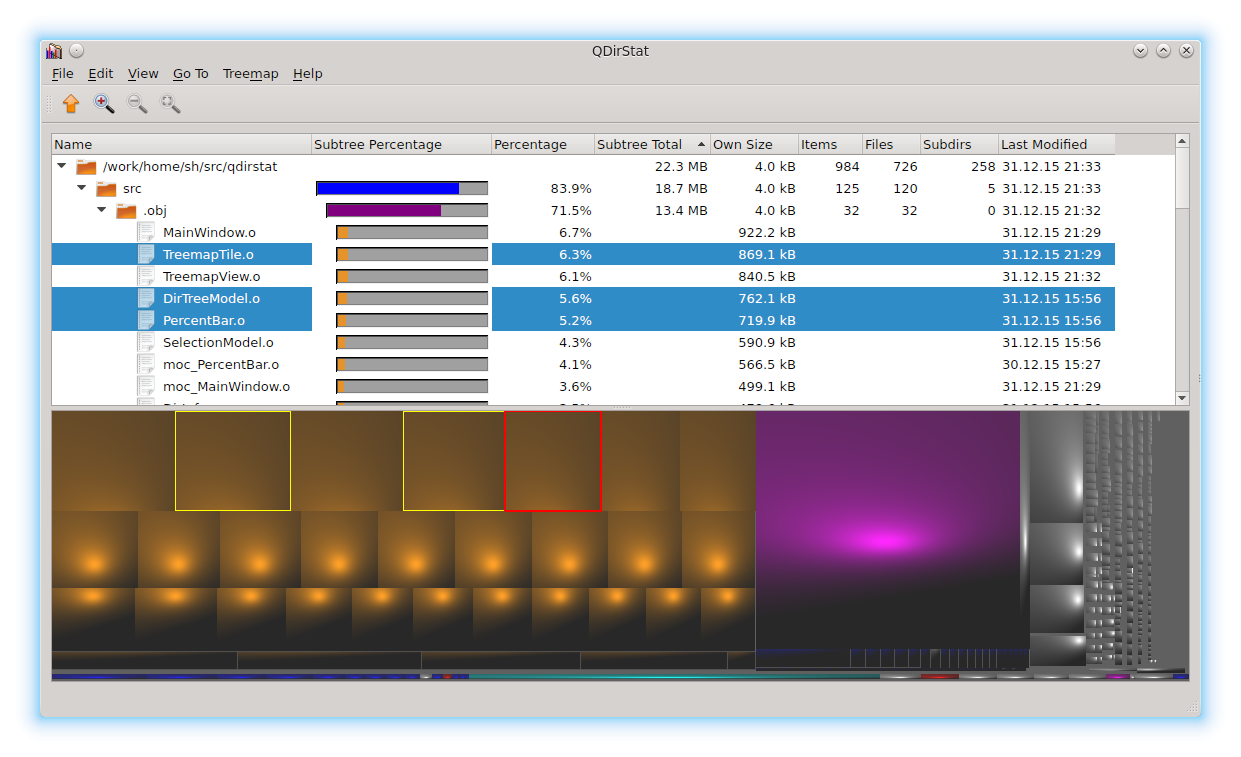 QDirStat
File Edit View Go To Treemap Help
Name Subtree Percentage Percentage Subtree Total Own Size Items Files Subdirs Last Modified
/work/home/sh/src/qdirstat 22.3 MB 4.0 kB 984 726 258 31.12.15 21:33
src 83.9% 18.7 MB 4.0 kB 125 120 5 31.12.15 21:33
.obj 71.5% 13.4 MB 4.0 kB 32 32 0 31.12.15 21:32
MainWindow.o 6.7% 922.2 kB 31.12.15 21:29
TreemapTile.o 6.3% 869.1 kB 31.12.15 21:29
TreemapView.o 6.1% 840.5 kB 31.12.15 21:32
DirTreeModel.o 5.6% 762.1 kB 31.12.15 15:56
PercentBar.o 5.2% 719.9 kB 31.12.15 15:56
SelectionModel.o 4.3% 590.9 kB 31.12.15 15:56
moc_PercentBar.o 4.1% 566.5 kB 30.12.15 15:27
moc_MainWindow.o 3.6% 499.1 kB 31.12.15 21:29